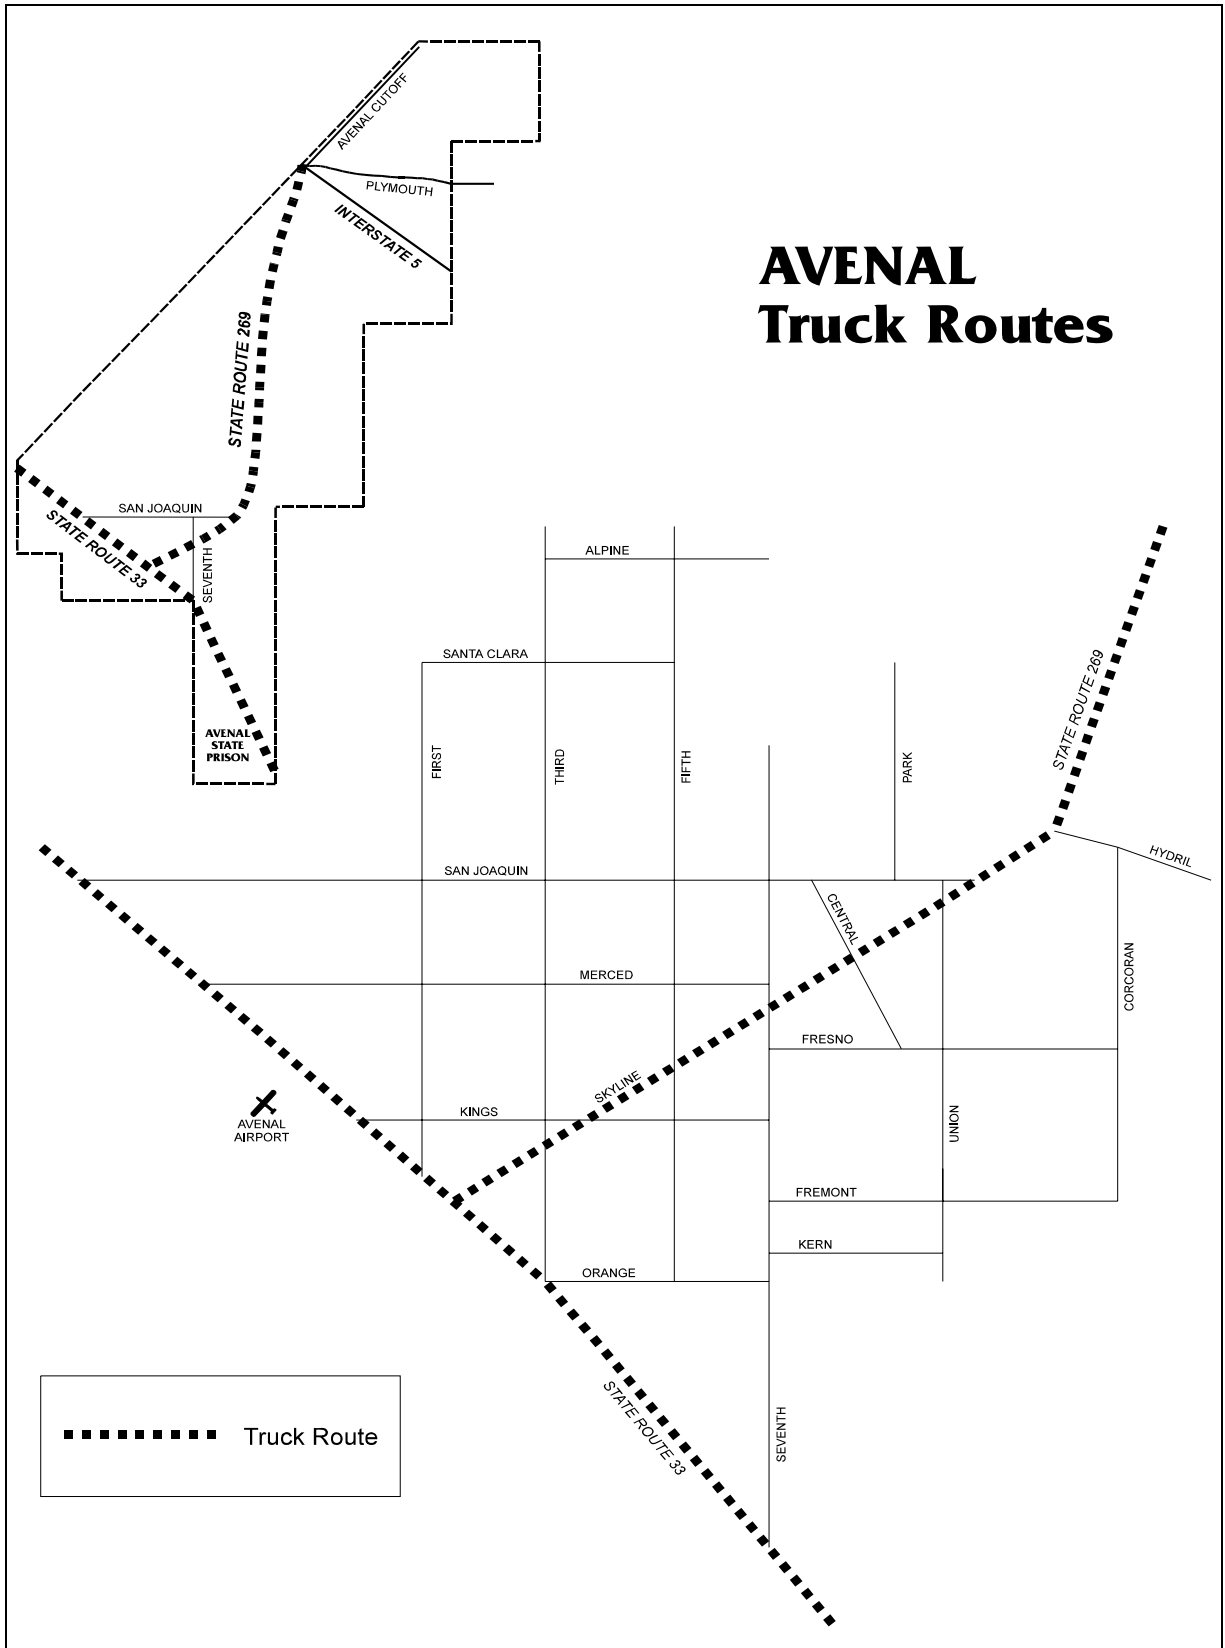 AVENAL CUTOFF
PLYMOUTH
INTERSTATE 5
AVENAL
Truck Routes
STATE ROUTE 269
SAN JOAQUIN
STATE ROUTE 33
SEVENTH
AVENAL
STATE
PRISON
ALPINE
SANTA CLARA
STATE ROUTE 269
FIRST
THIRD
FIFTH
PARK
HYDRIL
SAN JOAQUIN
CENTRAL
MERCED
CORCORAN
FRESNO
SKYLINE
AVENAL
AIRPORT
KINGS
UNION
FREMONT
KERN
ORANGE
STATE ROUTE 33
SEVENTH
Truck Route